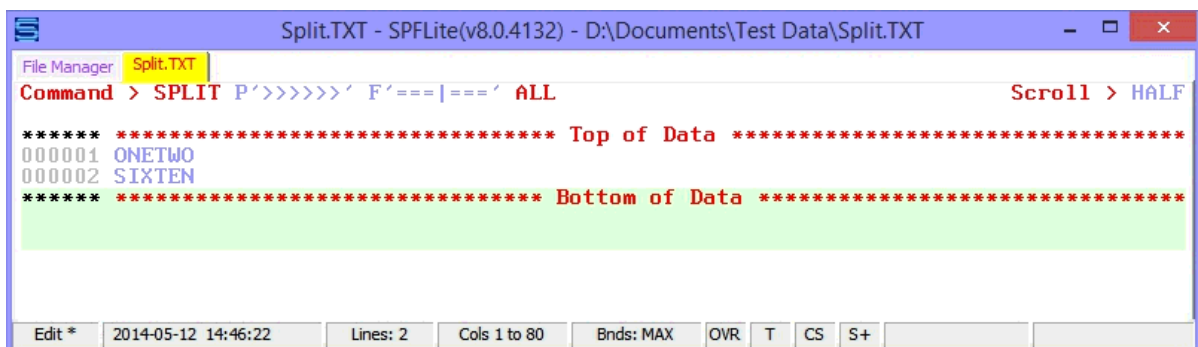 Split.TXT - SPFLite(v8.0.4132) - D:\Documents\Test Data\Split.TXT
File Manager Split.TXT
Command > SPLIT P'>>>>>>' F'===|===' ALL Scroll > HALF
****** ********************************* Top of Data **********************************
000001 ONETWO
000002 SIXTEN
****** ******************************** Bottom of Data ********************************
Edit * 2014-05-12 14:46:22 Lines: 2 Cols 1 to 80 Bnds: MAX OVR T CS S+